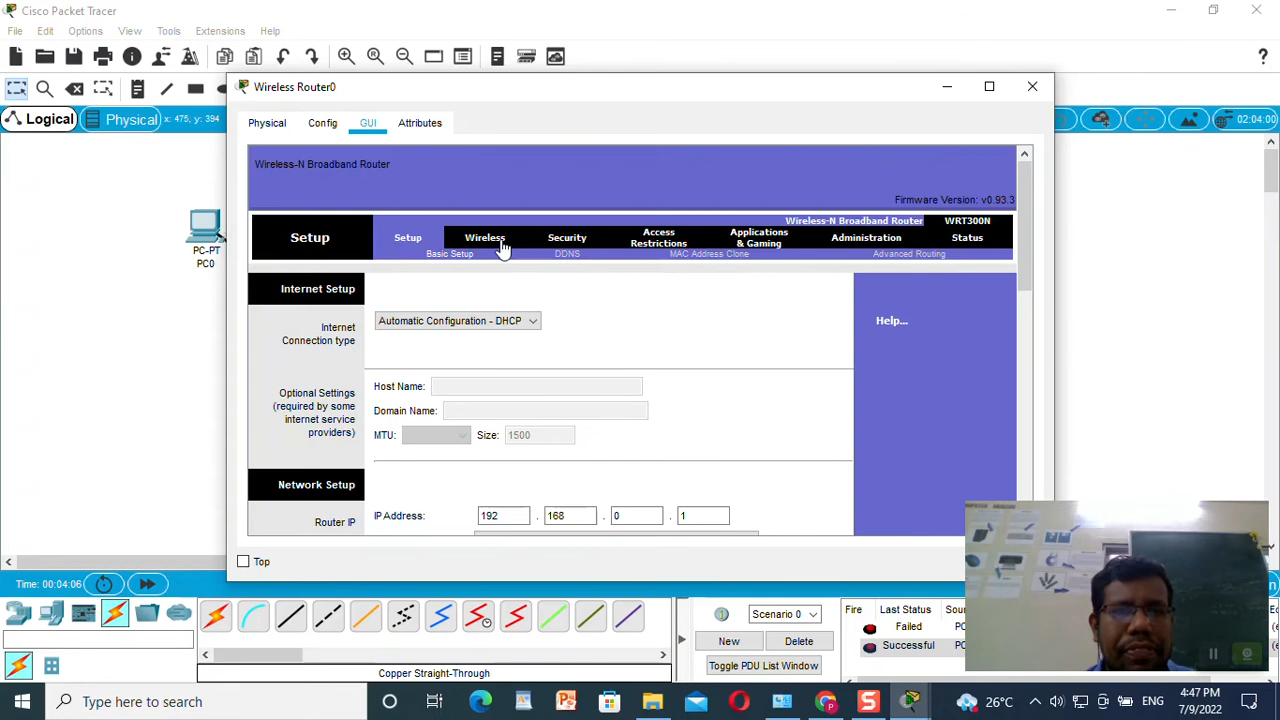 Cisco Packet Tracer
File Edit Options View Tools Extensions Help
Logical Physical x: 475, y: 394 02:04:00
Wireless Router0
Physical Config GUI Attributes
Wireless-N Broadband Router
Firmware Version: v0.93.3
Wireless-N Broadband Router WRT300N
Setup Setup Wireless Security Access Restrictions Applications & Gaming Administration Status
Basic Setup DDNS MAC Address Clone Advanced Routing
PC-PT
PC0
Internet Setup
Internet
Connection type
Automatic Configuration - DHCP
Help...
Optional Settings
(required by some
internet service
providers)
Host Name:
Domain Name:
MTU: Size: 1500
Network Setup
Router IP
IP Address: 192 . 168 . 0 . 1
Top
Time: 00:04:06
Scenario 0
New Delete
Toggle PDU List Window
Fire Last Status Sou
Failed PC
Successful PC
Copper Straight-Through
Type here to search
26°C
ENG
4:47 PM
7/9/2022